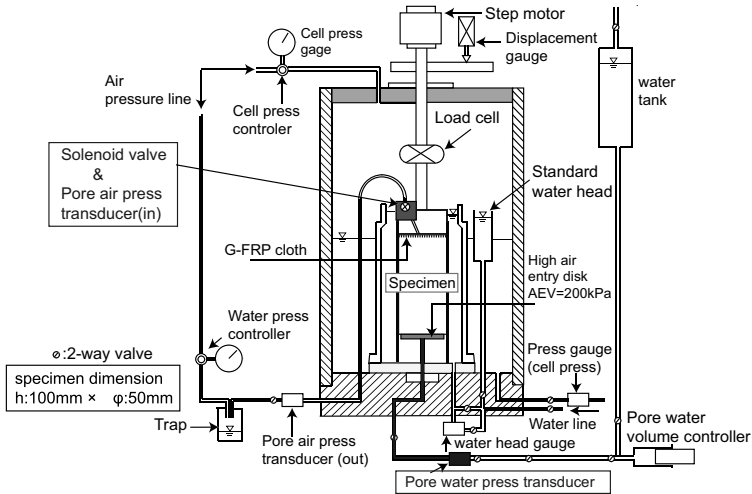 Step motor
Cell press
gage
Displacement
gauge
Air
pressure line
Cell press
controler
water
tank
Load cell
Solenoid valve
&
Pore air press
transducer(in)
Standard
water head
G-FRP cloth
High air
entry disk
AEV=200kPa
Specimen
Water press
controller
⌀:2-way valve
Press gauge
(cell press)
specimen dimension
h:100mm × φ:50mm
Trap
Water line
Pore water
volume controller
Pore air press
transducer (out)
water head gauge
Pore water press transducer